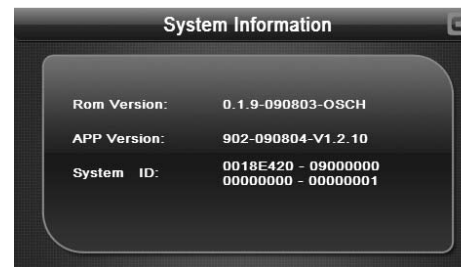 System Information
Rom Version: 0.1.9-090803-OSCH
APP Version: 902-090804-V1.2.10
System ID: 0018E420 - 09000000
00000000 - 00000001